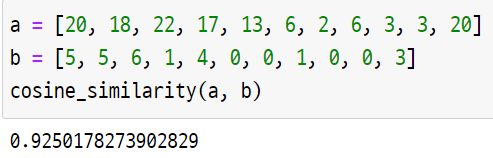 a = [20, 18, 22, 17, 13, 6, 2, 6, 3, 3, 20]
b = [5, 5, 6, 1, 4, 0, 0, 1, 0, 0, 3]
cosine_similarity(a, b)
0.9250178273902829